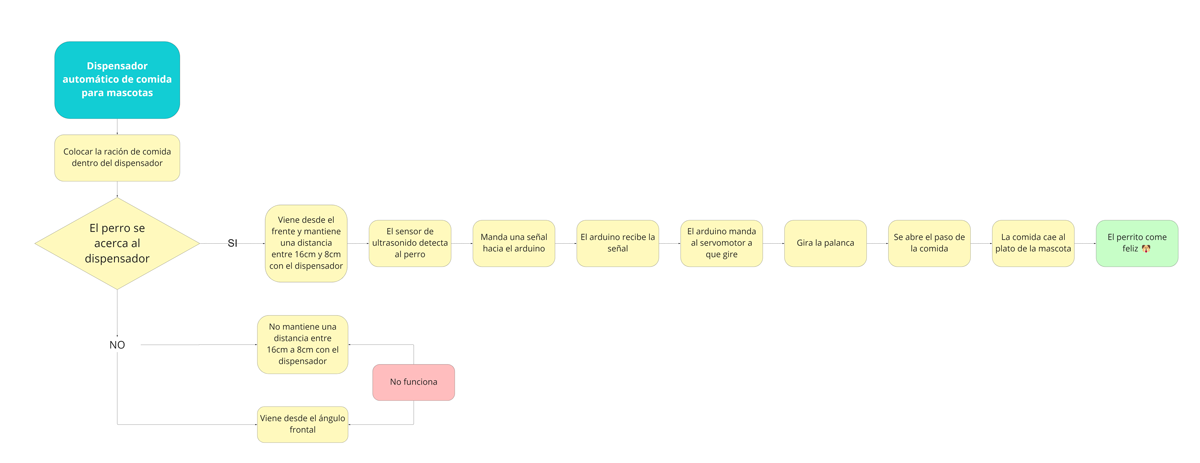 Dispensador
automático de comida
para mascotas
Colocar la ración de comida
dentro del dispensador
El perro se
acerca al
dispensador
SI
Viene desde el
frente y mantiene
una distancia
entre 16cm y 8cm
con el dispensador
El sensor de
ultrasonido detecta
al perro
Manda una señal
hacia el arduino
El arduino recibe la
señal
El arduino manda
al servomotor a
que gire
Gira la palanca
Se abre el paso de
la comida
La comida cae al
plato de la mascota
El perrito come
feliz 🐶
NO
No mantiene una
distancia entre
16cm a 8cm con el
dispensador
No funciona
Viene desde el ángulo
frontal